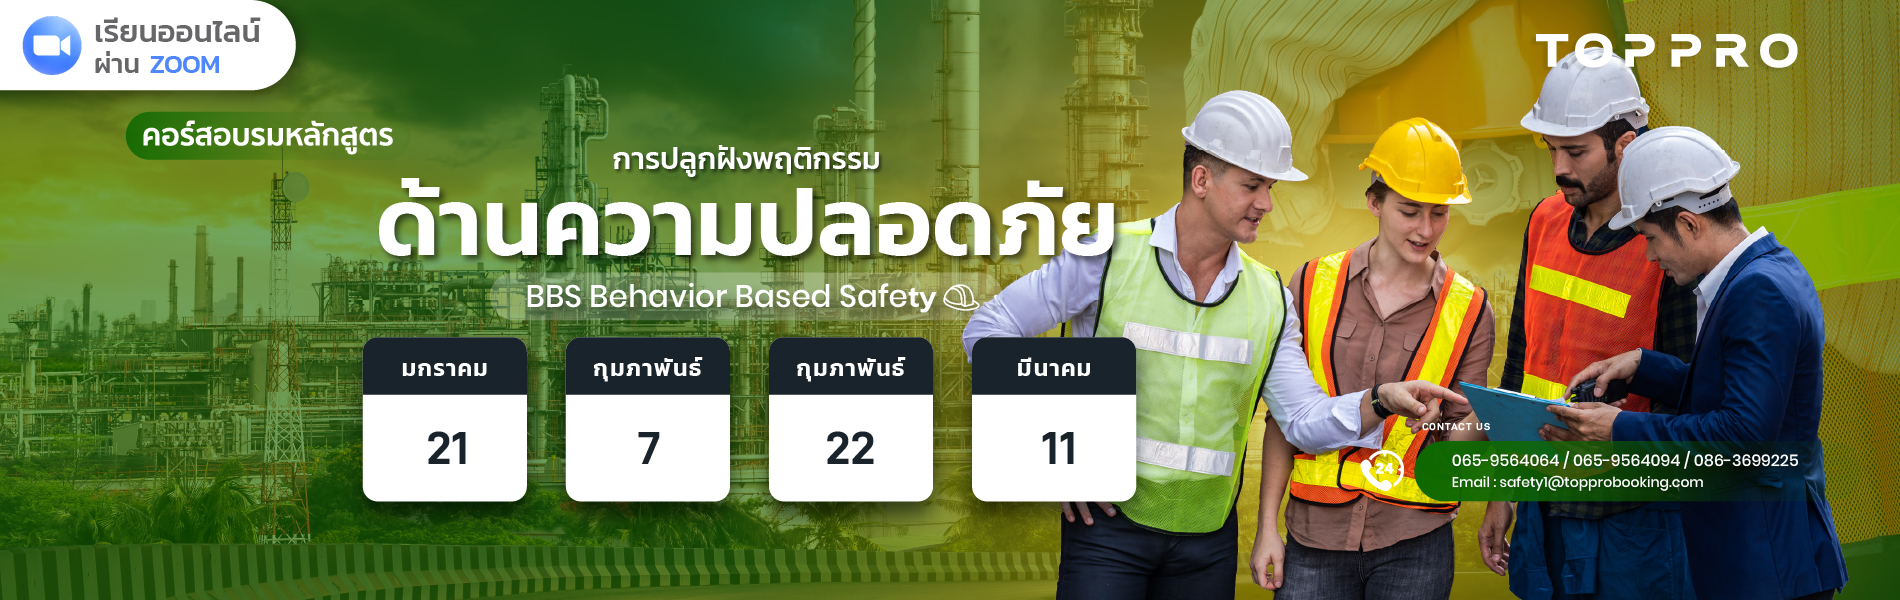 เรียนออนไลน์
ผ่าน ZOOM
TOPPRO
คอร์สอบรมหลักสูตร
การปลูกฝังพฤติกรรม
ด้านความปลอดภัย
BBS Behavior Based Safety
มกราคม
21
กุมภาพันธ์
7
กุมภาพันธ์
22
มีนาคม
11
CONTACT US
24
065-9564064 / 065-9564094 / 086-3699225
Email : safety1@topprobooking.com